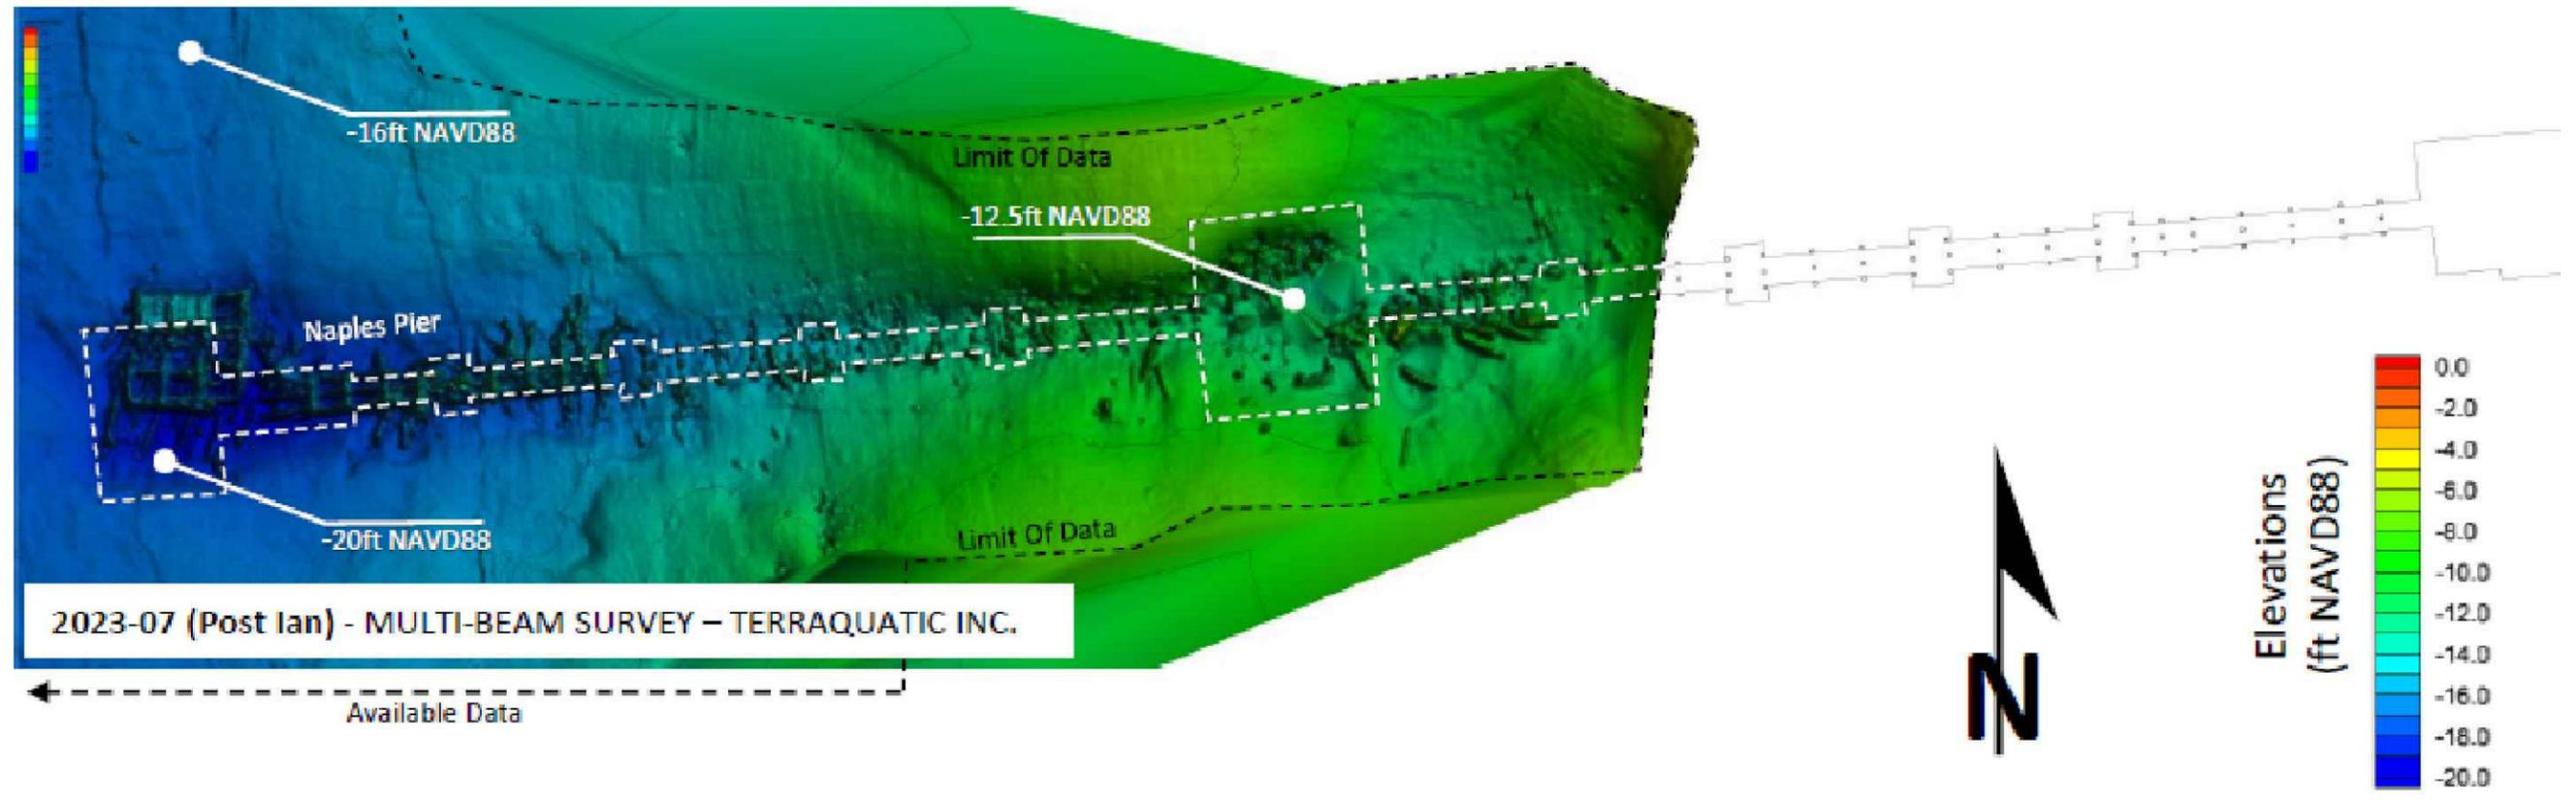 -16ft NAVD88
Limit Of Data
-12.5ft NAVD88
Naples Pier
-20ft NAVD88
Limit Of Data
2023-07 (Post Ian) - MULTI-BEAM SURVEY – TERRAQUATIC INC.
Available Data
N
Elevations
(ft NAVD88)
0.0
-2.0
-4.0
-6.0
-8.0
-10.0
-12.0
-14.0
-16.0
-18.0
-20.0